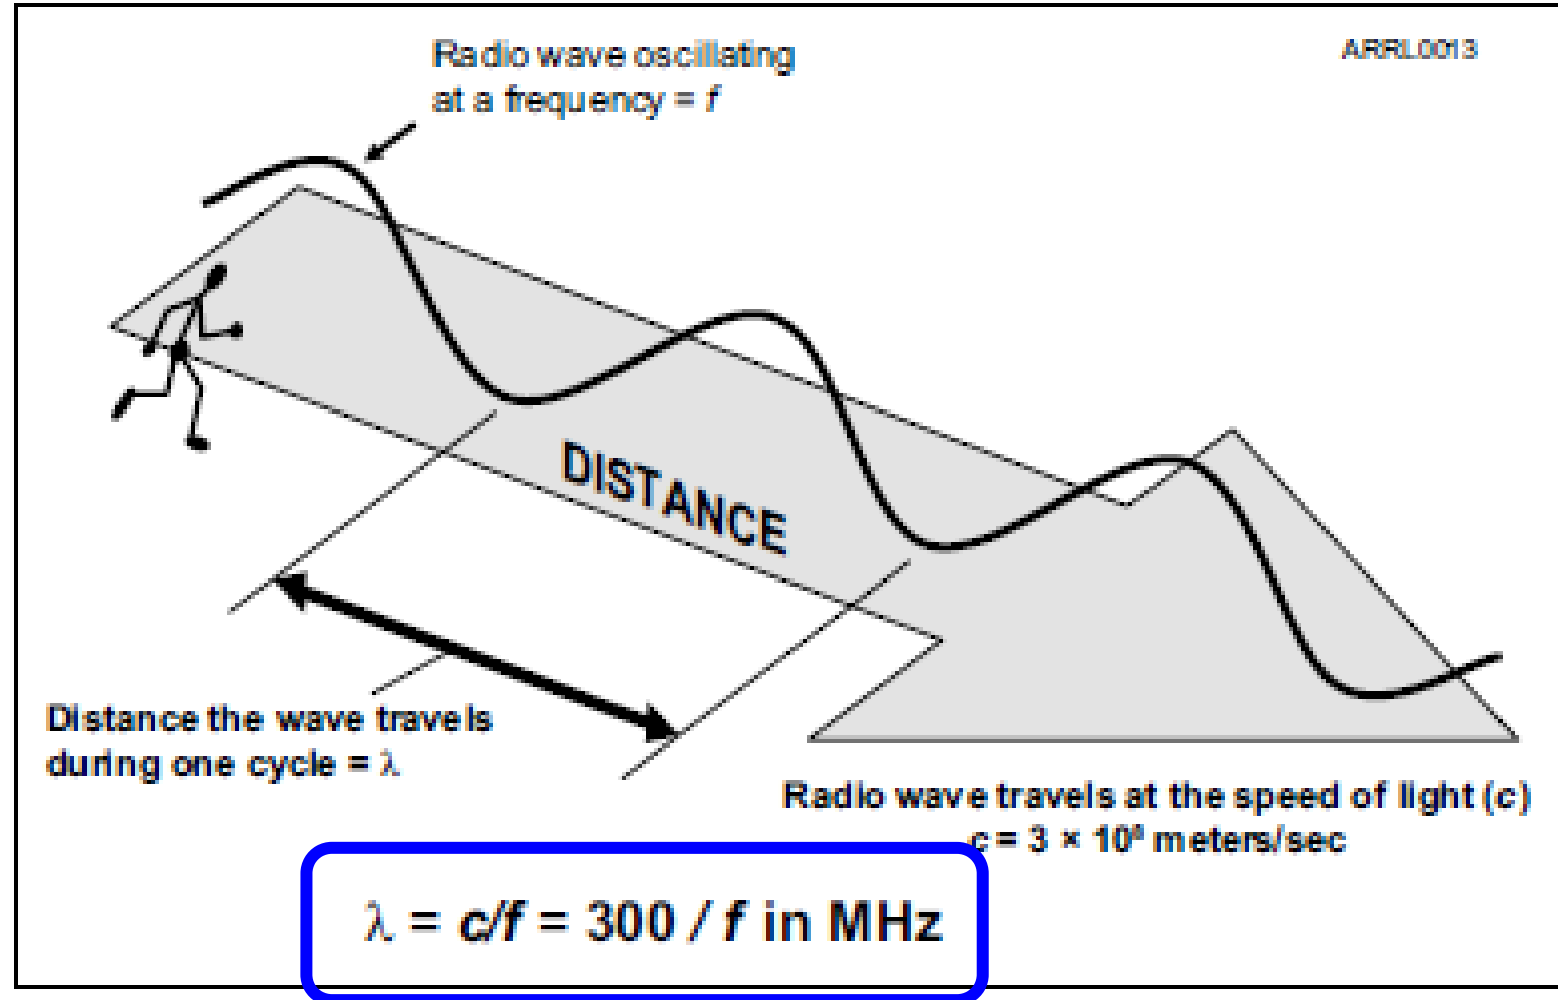 Radio wave oscillating
at a frequency = f
ARRL0013
DISTANCE
Distance the wave travels
during one cycle = λ
Radio wave travels at the speed of light (c)
c = 3 × 10⁸ meters/sec
λ = c/f = 300 / f in MHz